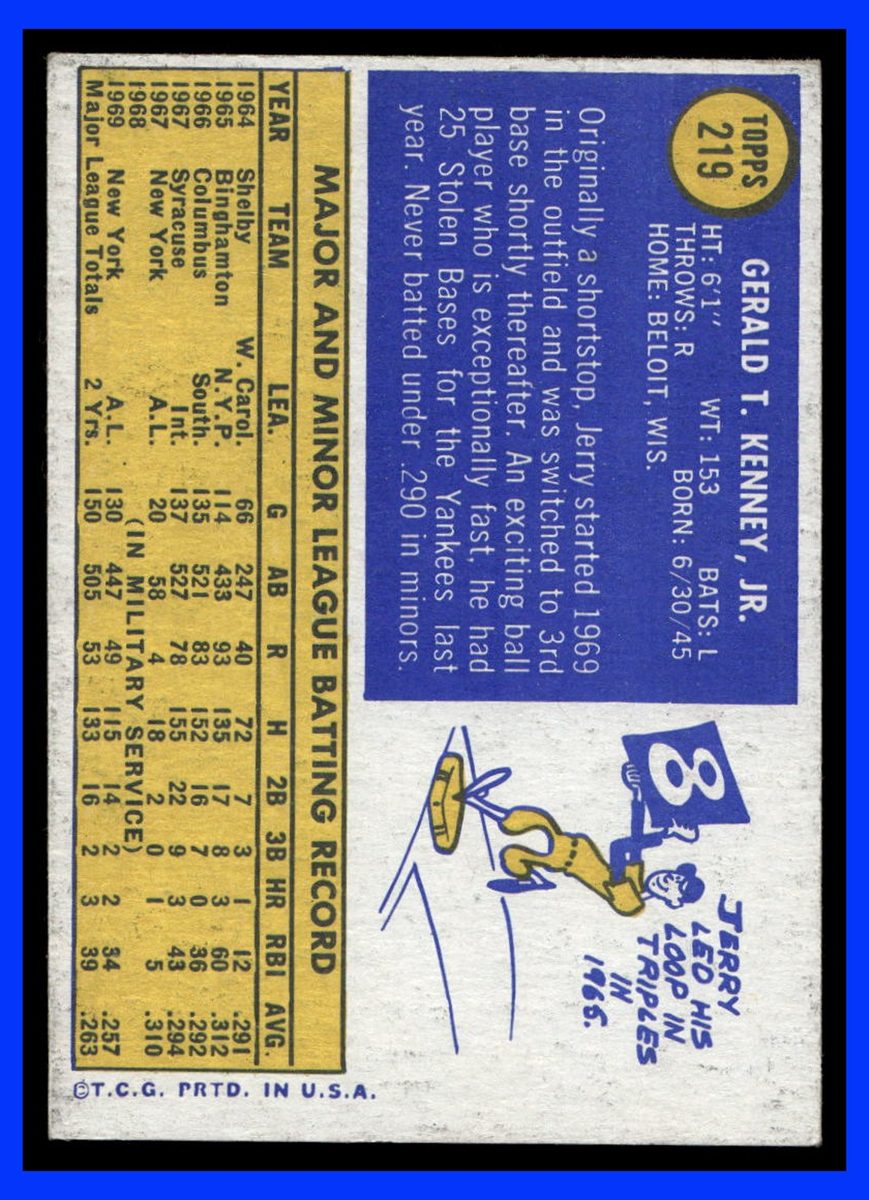 TOPPS
219
GERALD T. KENNEY, JR.
HT: 6'1" WT: 153 BATS: L
THROWS: R BORN: 6/30/45
HOME: BELOIT, WIS.
Originally a shortstop, Jerry started 1969
in the outfield and was switched to 3rd
base shortly thereafter. An exciting ball
player who is exceptionally fast, he had
25 Stolen Bases for the Yankees last
year. Never batted under .290 in minors.
8
JERRY
LED HIS
LOOP IN
TRIPLES
IN
1965.
MAJOR AND MINOR LEAGUE BATTING RECORD
YEAR TEAM LEA. G AB R H 2B 3B HR RBI AVG.
1964 Shelby W. Carol. 66 247 40 72 7 3 1 12 .291
1965 Binghamton N.Y.P. 114 433 93 135 17 8 3 60 .312
1966 Columbus South. 135 521 83 152 16 7 0 36 .292
1967 Syracuse Int. 137 527 78 155 22 9 3 43 .294
1967 New York A.L. 20 58 4 18 2 0 1 5 .310
1968 (IN MILITARY SERVICE)
1969 New York A.L. 130 447 49 115 14 2 2 34 .257
Major League Totals 2 Yrs. 150 505 53 133 16 2 3 39 .263
©T.C.G. PRTD. IN U.S.A.